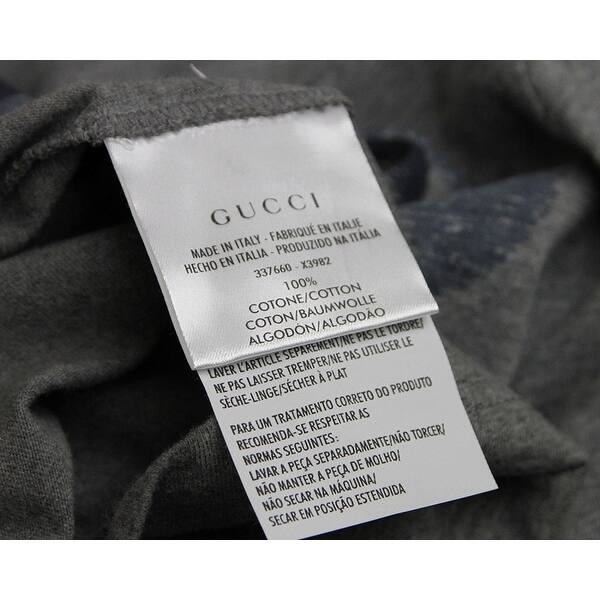 GUCCI
MADE IN ITALY - FABRIQUÉ EN ITALIE
HECHO EN ITALIA - PRODUZIDO NA ITÁLIA
337660 - X3982
100%
COTONE/COTTON
COTON/BAUMWOLLE
ALGODÓN/ALGODÃO
LAVER L'ARTICLE SEPAREMENT/NE PAS LE TORDRE/
NE PAS LAISSER TREMPER/NE PAS UTILISER LE
SÈCHE-LINGE/SÉCHER À PLAT
PARA UM TRATAMENTO CORRETO DO PRODUTO
RECOMENDA-SE RESPEITAR AS
NORMAS SEGUINTES:
LAVAR A PEÇA SEPARADAMENTE/NÃO TORCER/
NÃO MANTER A PEÇA DE MOLHO/
NÃO SECAR NA MÁQUINA/
SECAR EM POSIÇÃO ESTENDIDA